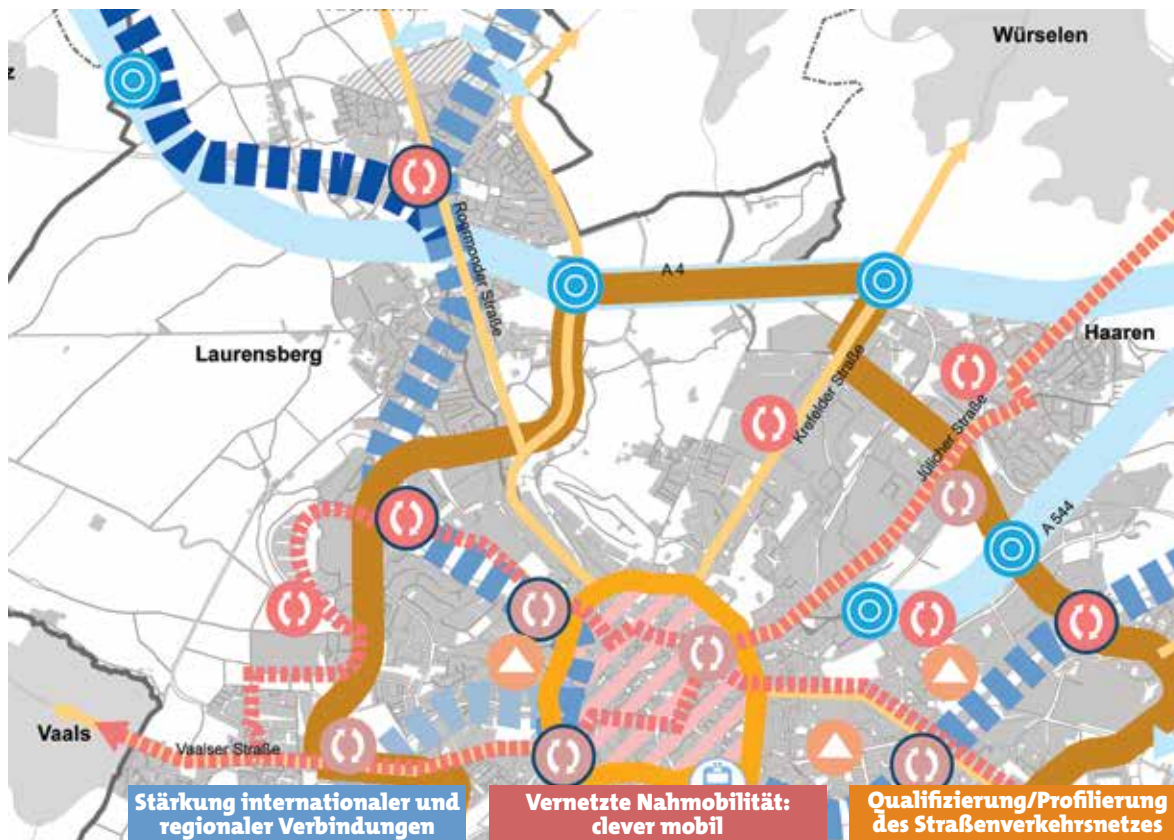 Würselen
z
Roermonder Straße
A 4
Laurensberg
Haaren
Krefelder Straße
Jülicher Straße
A 544
Vaals
Vaalser Straße
Stärkung internationaler und
regionaler Verbindungen
Vernetzte Nahmobilität:
clever mobil
Qualifizierung/Profilierung
des Straßenverkehrsnetzes